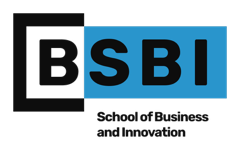 BSBI
School of Business
and Innovation